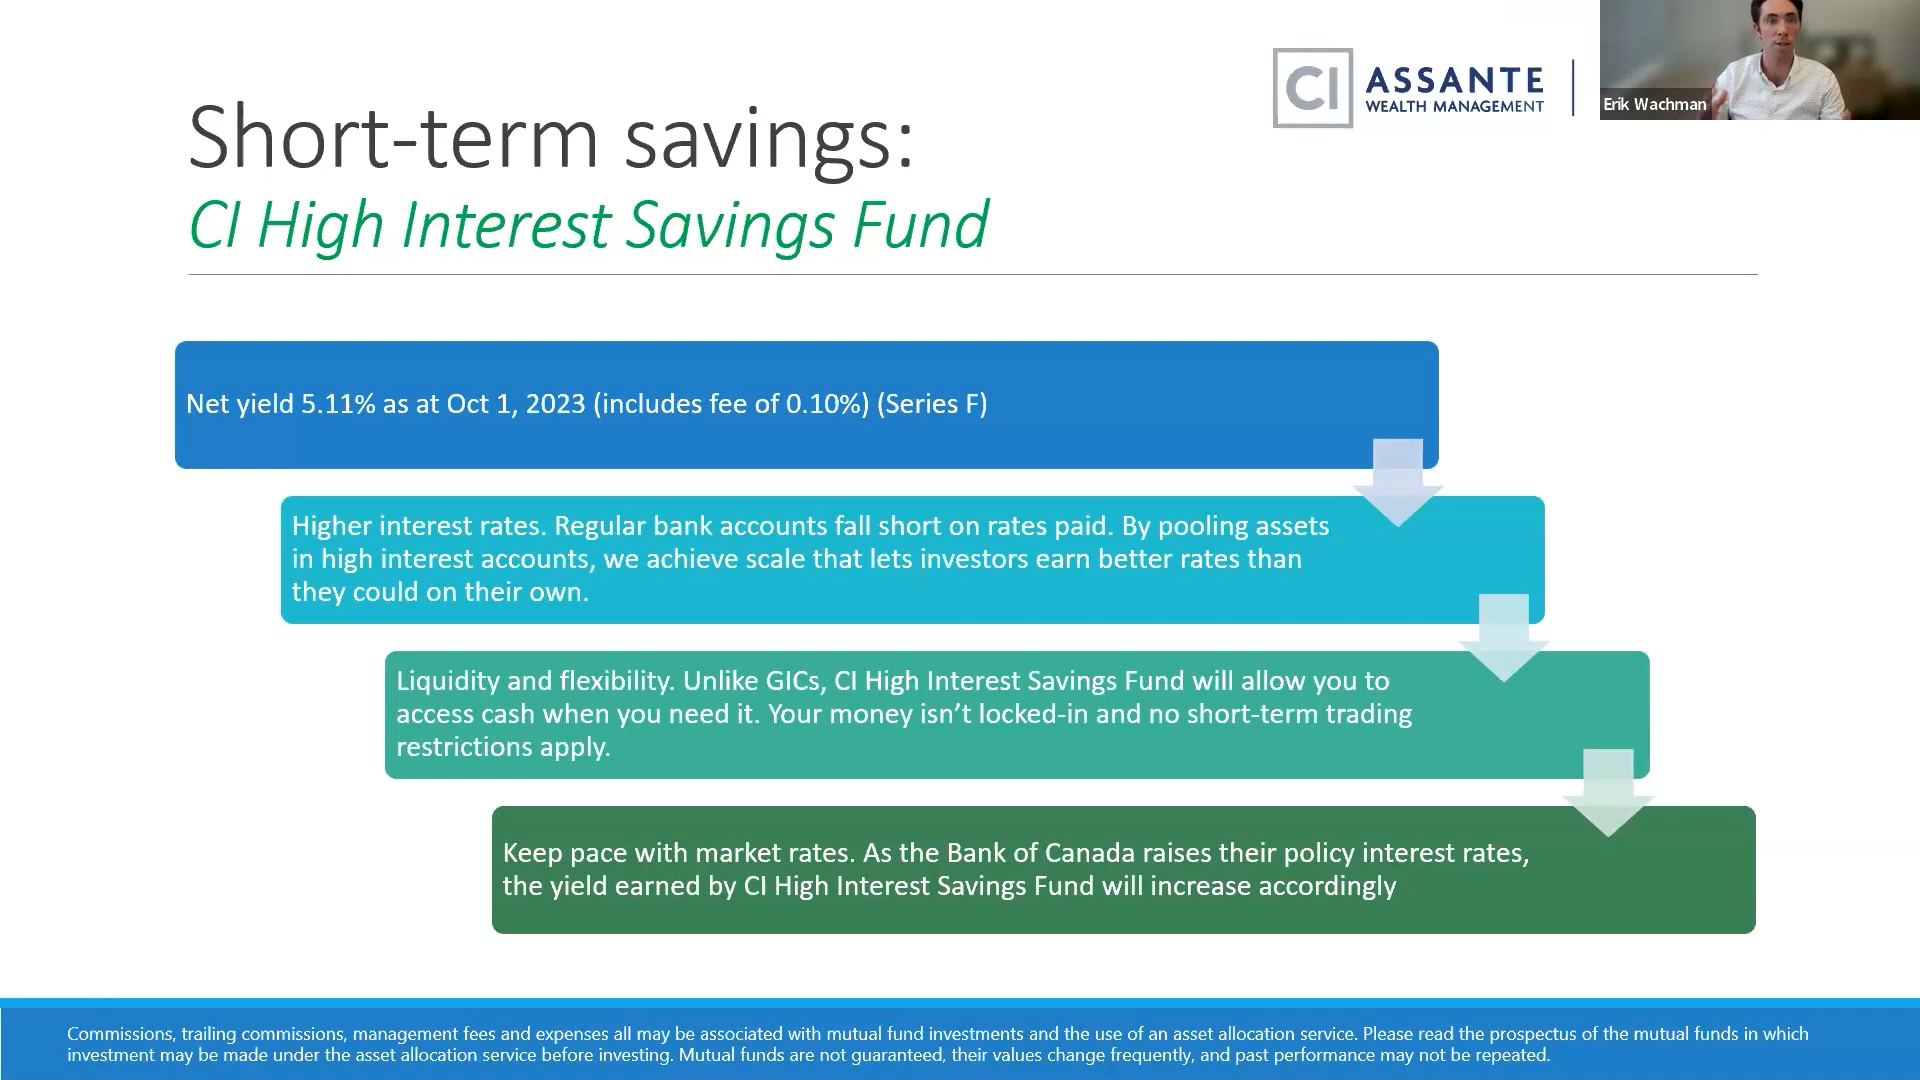 CI ASSANTE
WEALTH MANAGEMENT
Erik Wachman
Short-term savings:
CI High Interest Savings Fund
Net yield 5.11% as at Oct 1, 2023 (includes fee of 0.10%) (Series F)
Higher interest rates. Regular bank accounts fall short on rates paid. By pooling assets
in high interest accounts, we achieve scale that lets investors earn better rates than
they could on their own.
Liquidity and flexibility. Unlike GICs, CI High Interest Savings Fund will allow you to
access cash when you need it. Your money isn’t locked-in and no short-term trading
restrictions apply.
Keep pace with market rates. As the Bank of Canada raises their policy interest rates,
the yield earned by CI High Interest Savings Fund will increase accordingly
Commissions, trailing commissions, management fees and expenses all may be associated with mutual fund investments and the use of an asset allocation service. Please read the prospectus of the mutual funds in which
investment may be made under the asset allocation service before investing. Mutual funds are not guaranteed, their values change frequently, and past performance may not be repeated.